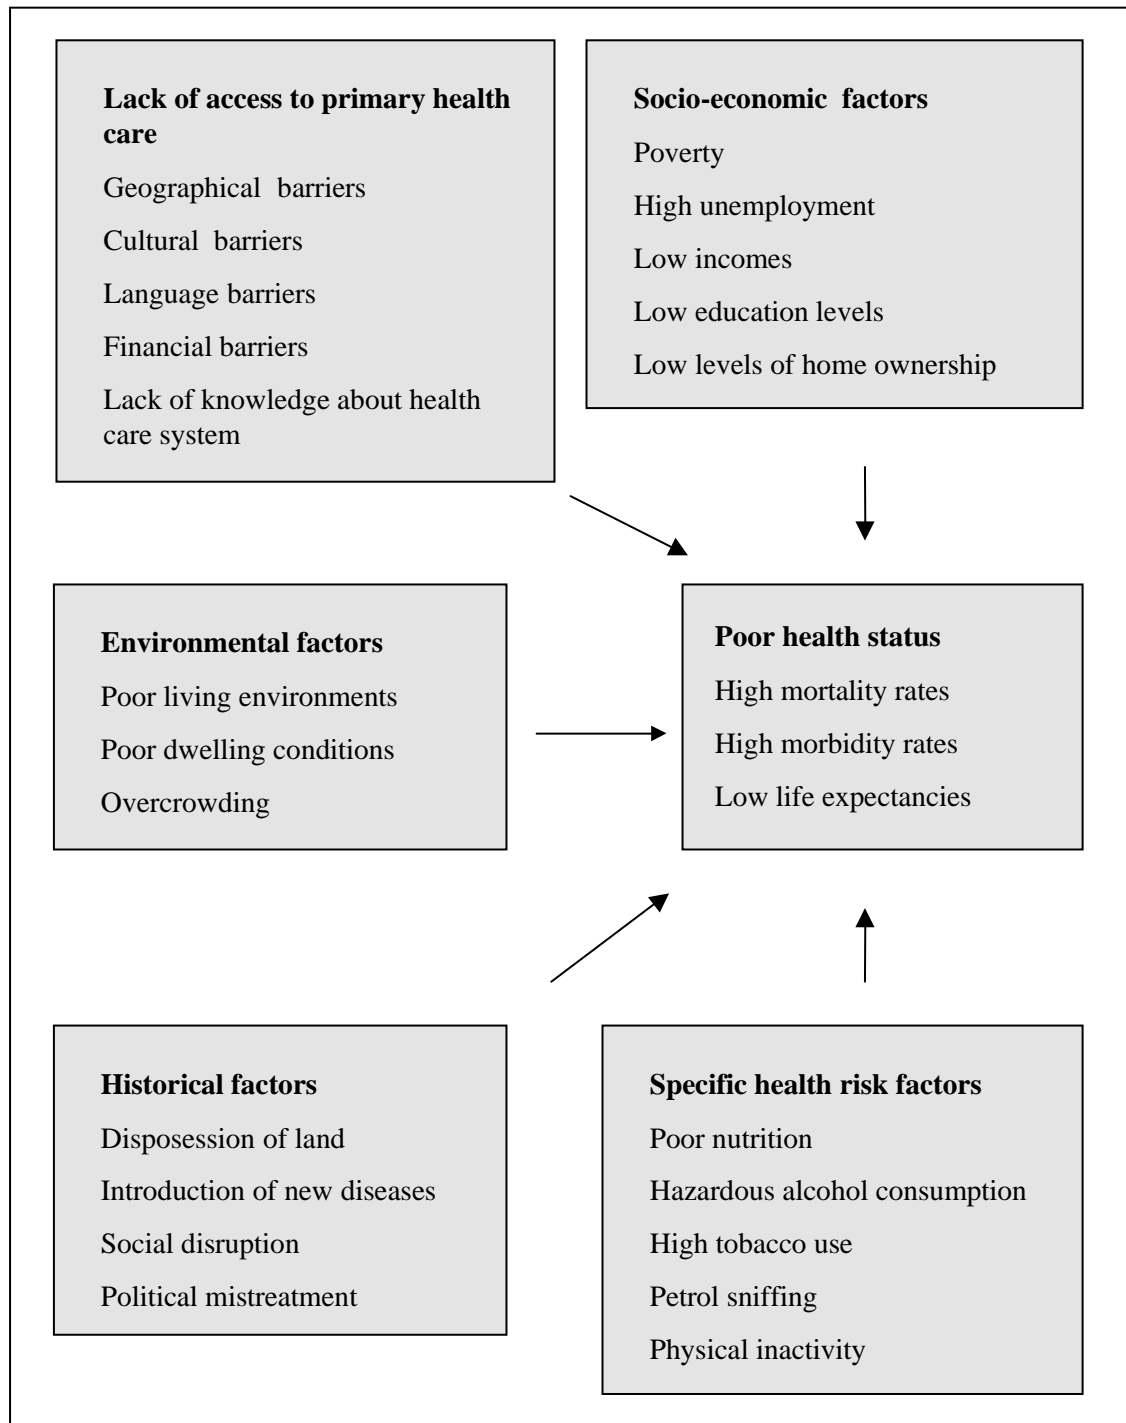 Lack of access to primary health
care
Geographical barriers
Cultural barriers
Language barriers
Financial barriers
Lack of knowledge about health
care system
Socio-economic factors
Poverty
High unemployment
Low incomes
Low education levels
Low levels of home ownership
Environmental factors
Poor living environments
Poor dwelling conditions
Overcrowding
Poor health status
High mortality rates
High morbidity rates
Low life expectancies
Historical factors
Disposession of land
Introduction of new diseases
Social disruption
Political mistreatment
Specific health risk factors
Poor nutrition
Hazardous alcohol consumption
High tobacco use
Petrol sniffing
Physical inactivity